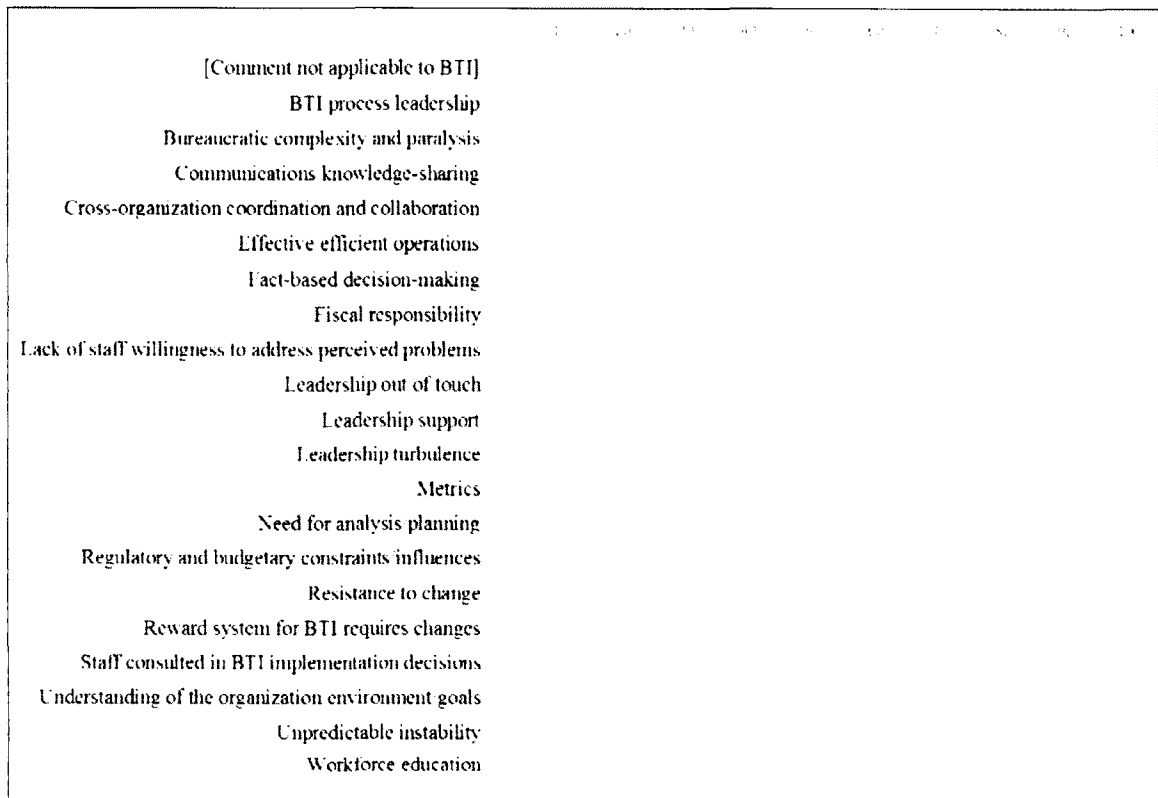 [Comment not applicable to BTI]
BTI process leadership
Bureaucratic complexity and paralysis
Communications knowledge-sharing
Cross-organization coordination and collaboration
Effective efficient operations
Fact-based decision-making
Fiscal responsibility
Lack of staff willingness to address perceived problems
Leadership out of touch
Leadership support
Leadership turbulence
Metrics
Need for analysis planning
Regulatory and budgetary constraints influences
Resistance to change
Reward system for BTI requires changes
Staff consulted in BTI implementation decisions
Understanding of the organization environment goals
Unpredictable instability
Workforce education